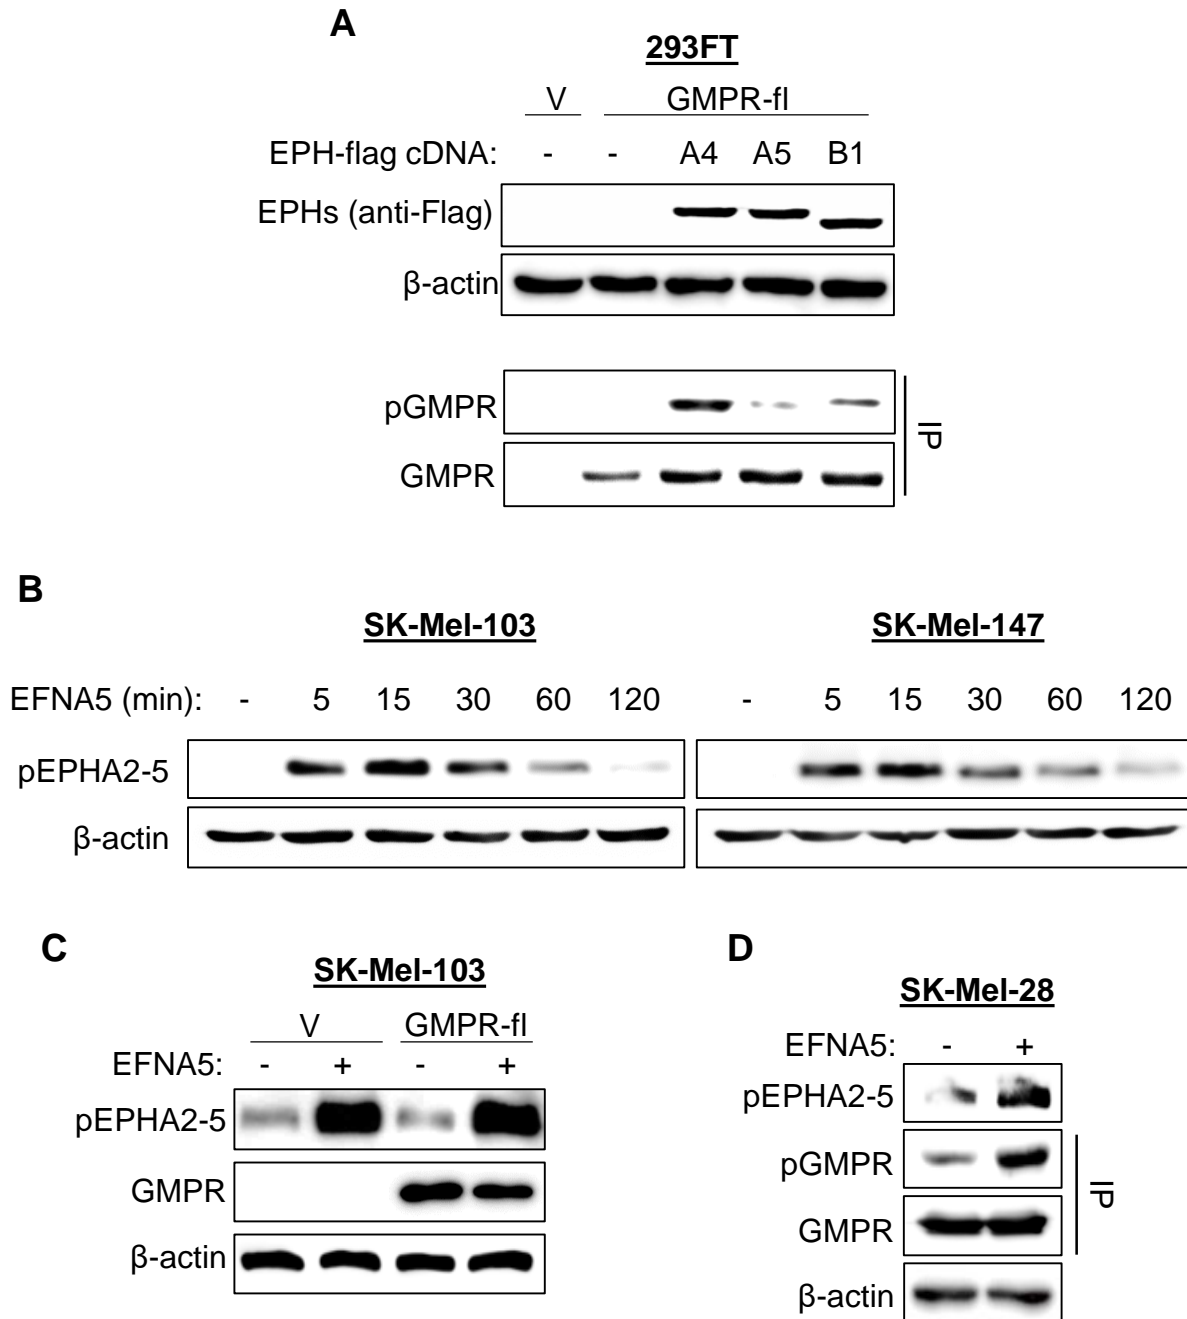 A
293FT
V GMPR-fl
EPH-flag cDNA: - - A4 A5 B1
EPHs (anti-Flag)
β-actin
pGMPR
GMPR
IP
B
SK-Mel-103 SK-Mel-147
EFNA5 (min): - 5 15 30 60 120 - 5 15 30 60 120
pEPHA2-5
β-actin
C
SK-Mel-103
V GMPR-fl
EFNA5: - + - +
pEPHA2-5
GMPR
β-actin
D
SK-Mel-28
EFNA5: - +
pEPHA2-5
pGMPR
GMPR
IP
β-actin